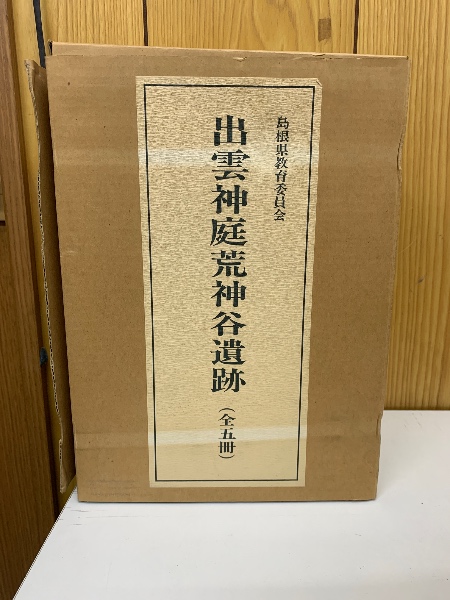 島根県教育委員会
出雲神庭荒神谷遺跡
(全五冊)